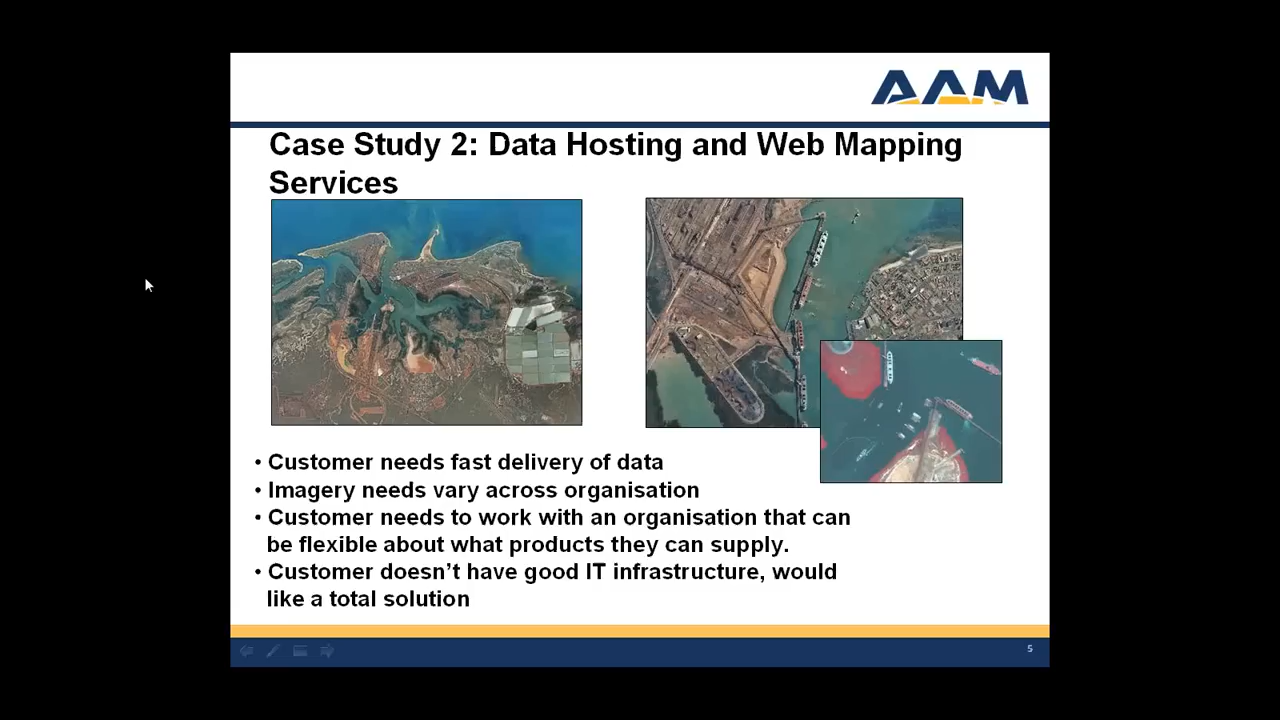 AAM
Case Study 2: Data Hosting and Web Mapping
Services
• Customer needs fast delivery of data
• Imagery needs vary across organisation
• Customer needs to work with an organisation that can
be flexible about what products they can supply.
• Customer doesn’t have good IT infrastructure, would
like a total solution
5